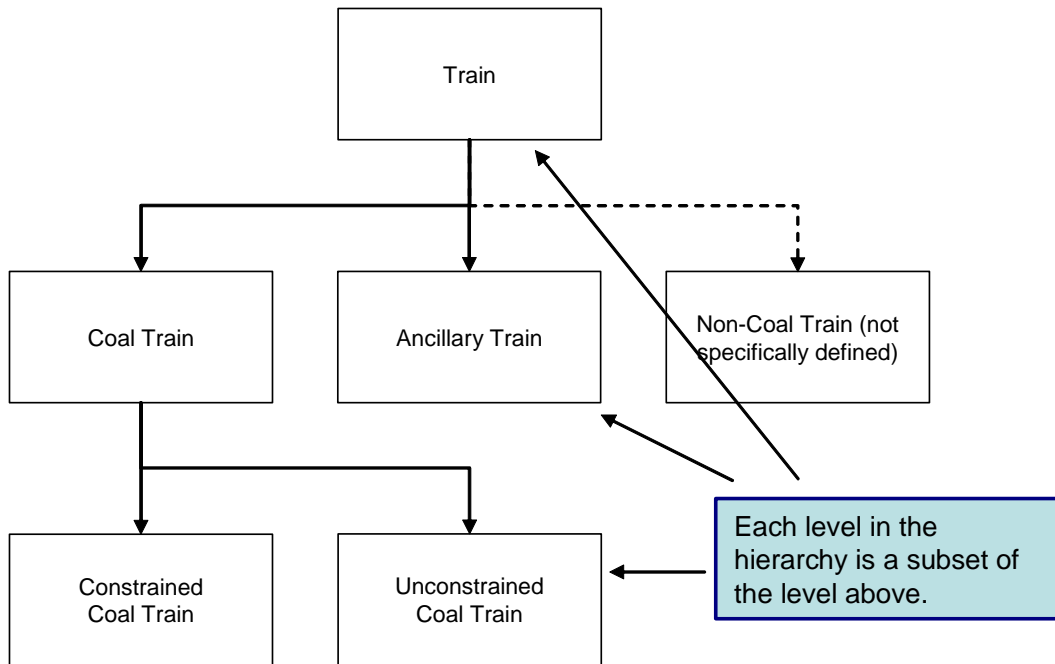 Train
Coal Train
Ancillary Train
Non-Coal Train (not
specifically defined)
Constrained
Coal Train
Unconstrained
Coal Train
Each level in the
hierarchy is a subset of
the level above.